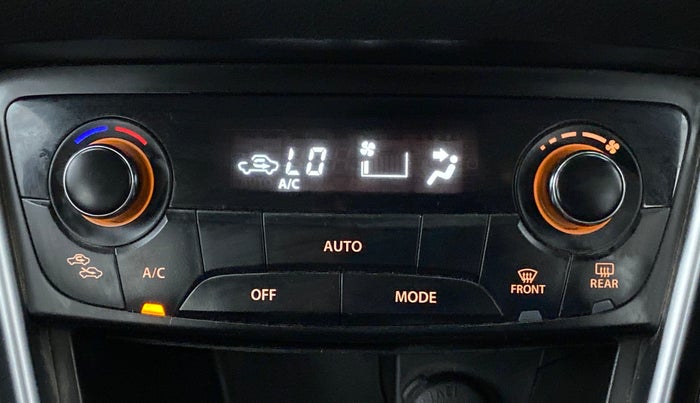 LO
A/C
AUTO
A/C
OFF
MODE
FRONT
REAR